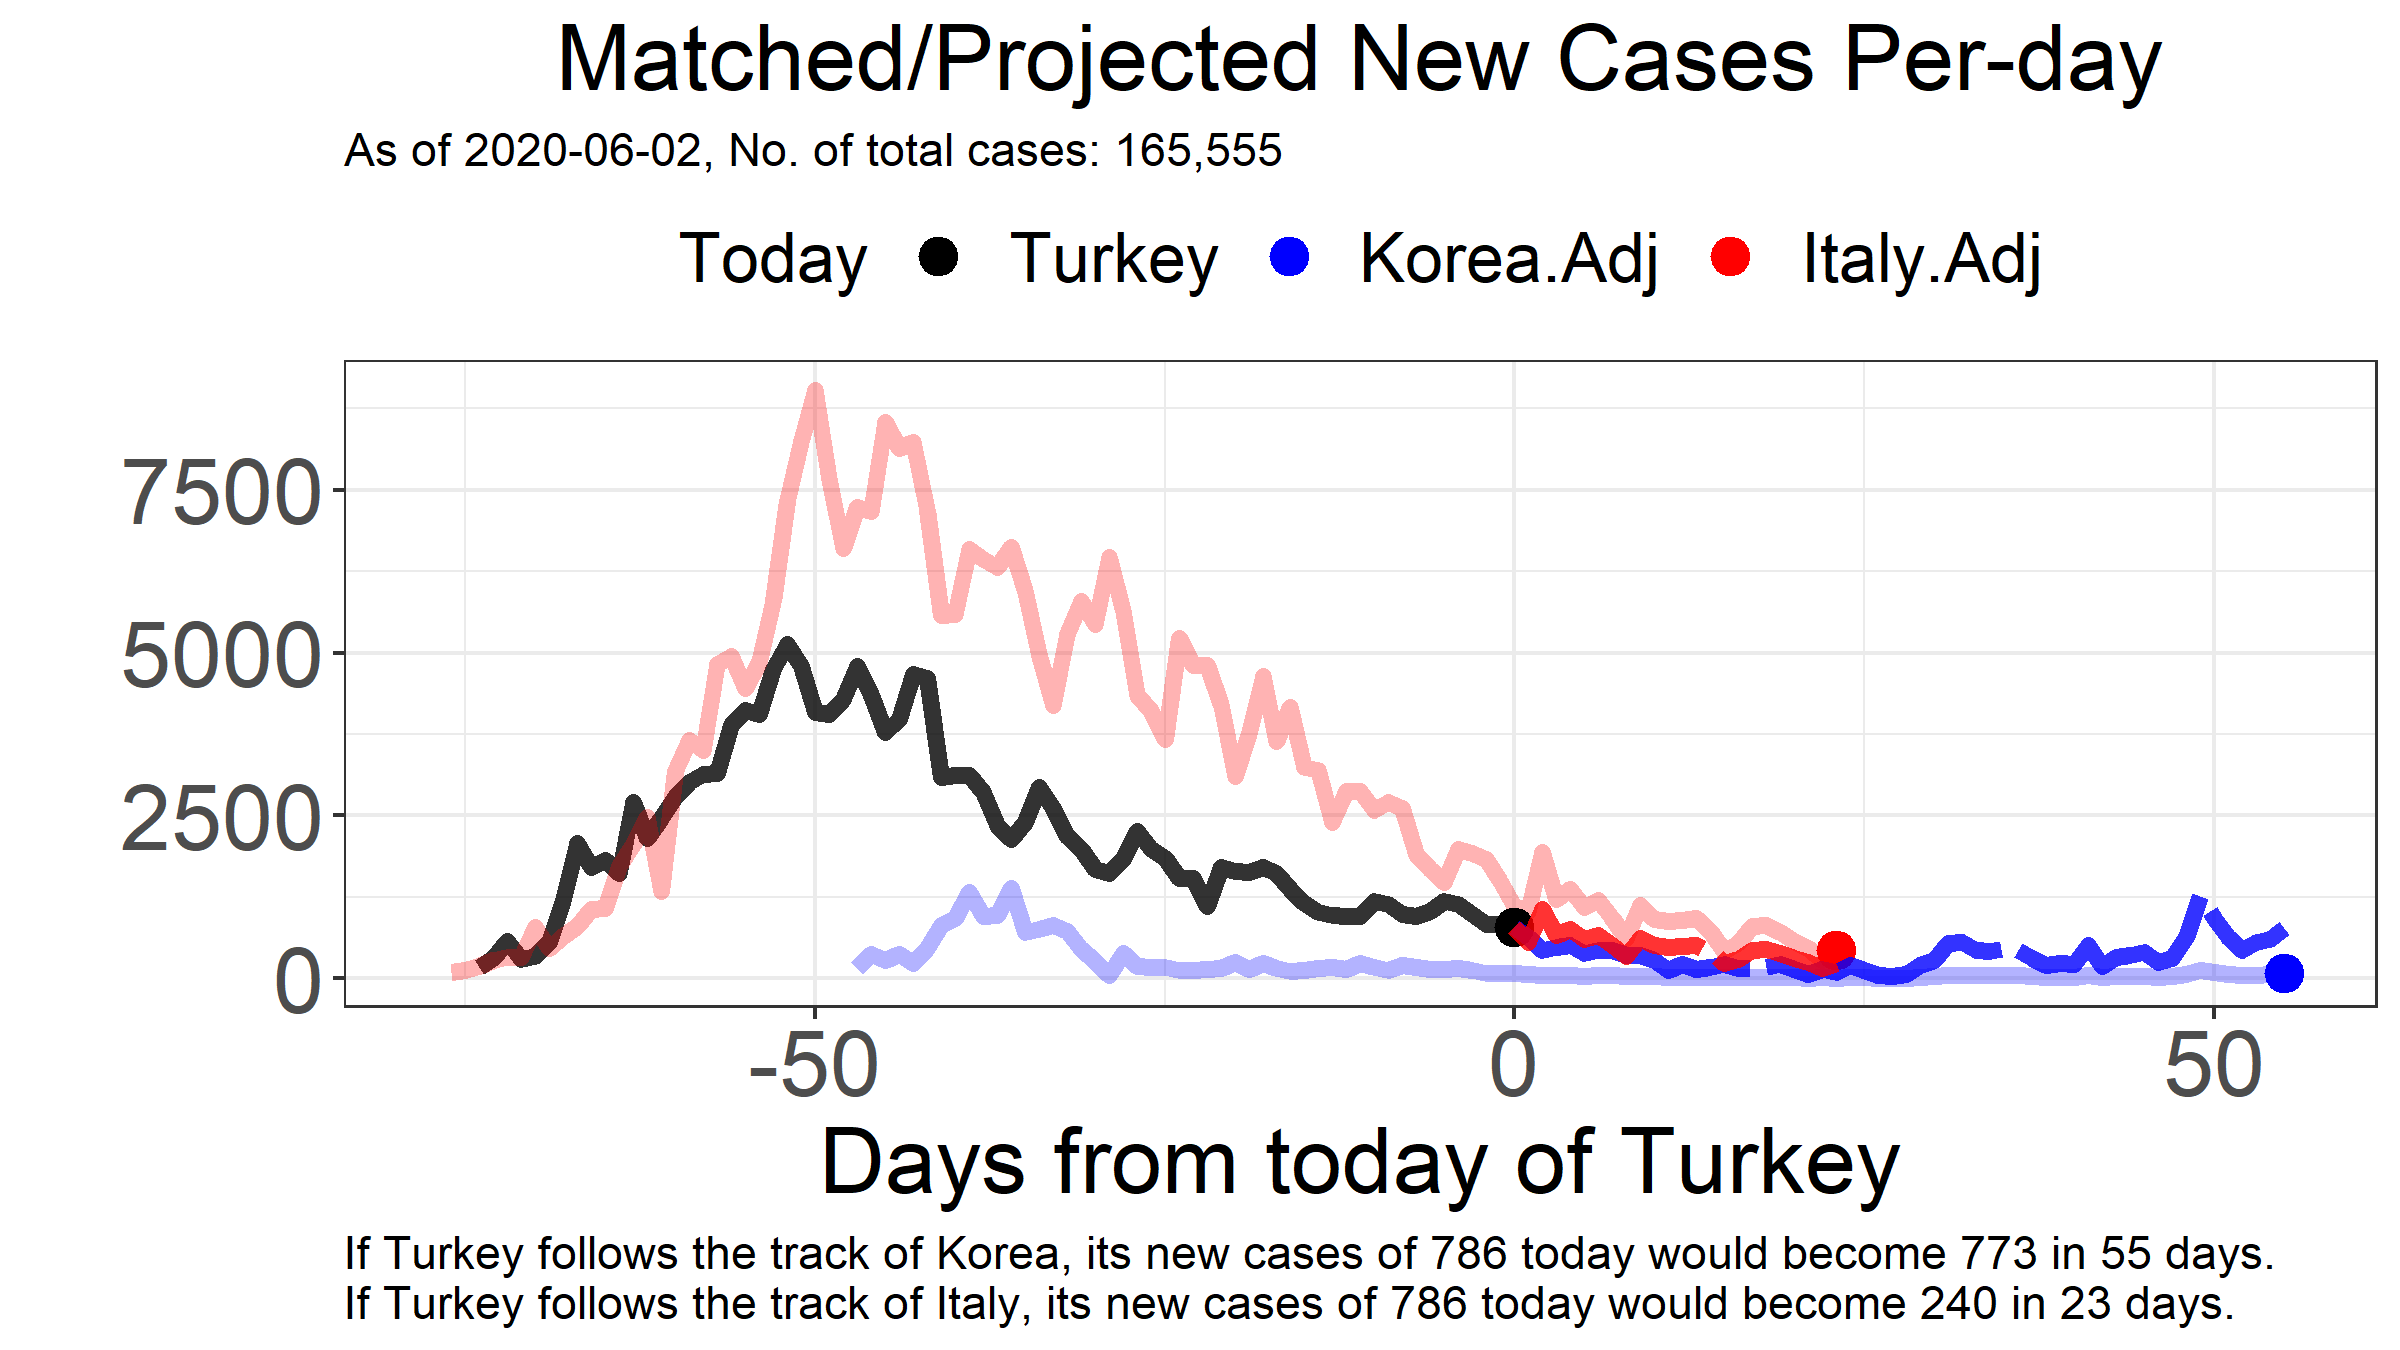 Matched/Projected New Cases Per-day
As of 2020-06-02, No. of total cases: 165,555
Today Turkey Korea.Adj Italy.Adj
7500
5000
2500
0
-50 0 50
Days from today of Turkey
If Turkey follows the track of Korea, its new cases of 786 today would become 773 in 55 days.
If Turkey follows the track of Italy, its new cases of 786 today would become 240 in 23 days.